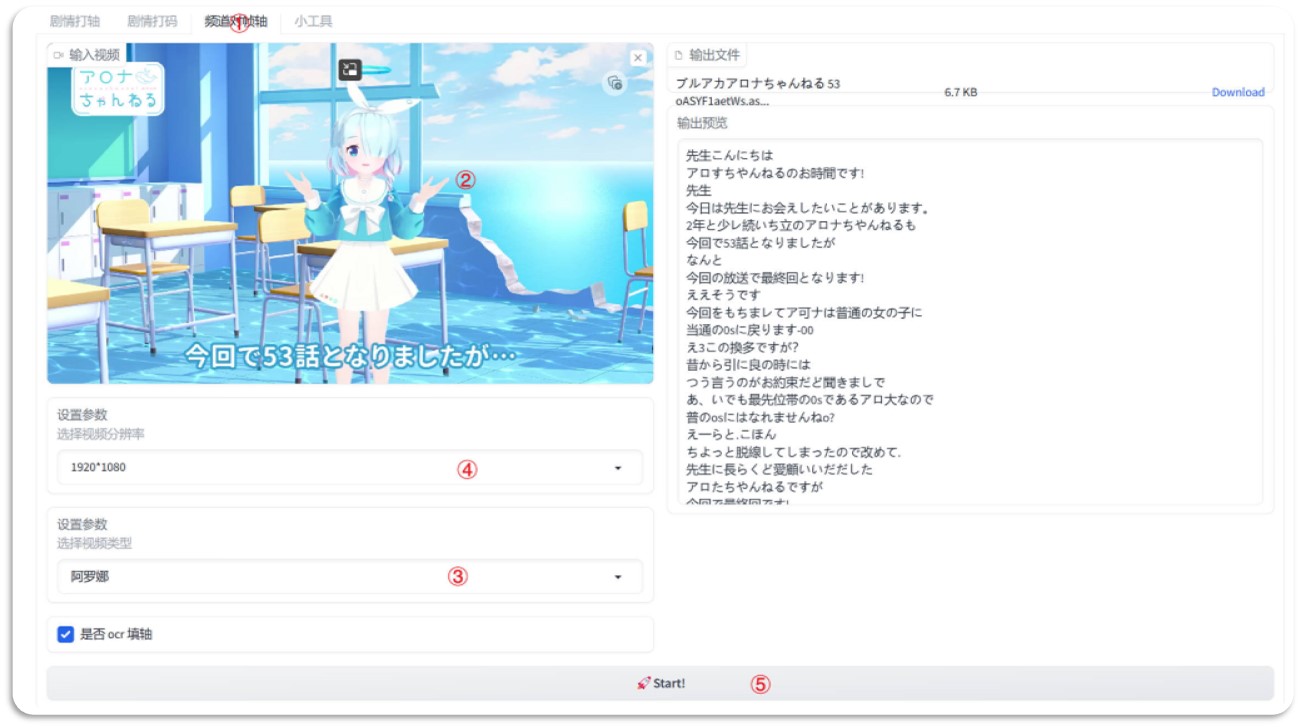 剧情打轴
剧情打码
频道对帧轴
①
小工具
输入视频
アロナ
ちゃんねる
②
今回で53話となりましたが…
设置参数
选择视频分辨率
1920*1080
④
设置参数
选择视频类型
阿罗娜
③
是否 ocr 填轴
输出文件
ブルアカアロナちゃんねる 53
oASYF1aetWs.as...
6.7 KB
Download
输出预览
先生こんにちは
アロすちやんねるのお時間です!
先生
今日は先生にお会えしたいことがあります。
2年と少レ続いち立のアロナちやんねるも
今回で53話となりましたが
なんと
今回の放送で最終回となります!
ええそうです
今回をもちまレてア可ナは普通の女の子に
当通の0sに戻ります-00
え3この換多ですが?
昔から引に良の時には
つう言うのがお約束だど聞きましで
あ、いでも最先位帯の0sであるアロ大なので
普のosにはなれませんねo?
え一らと.こほん
ちよっと脱線してしまったので改めて.
先生に長らくど愛顧いいだだした
アロたちやんねるですが
今回で最終回です!
🚀 Start!
⑤